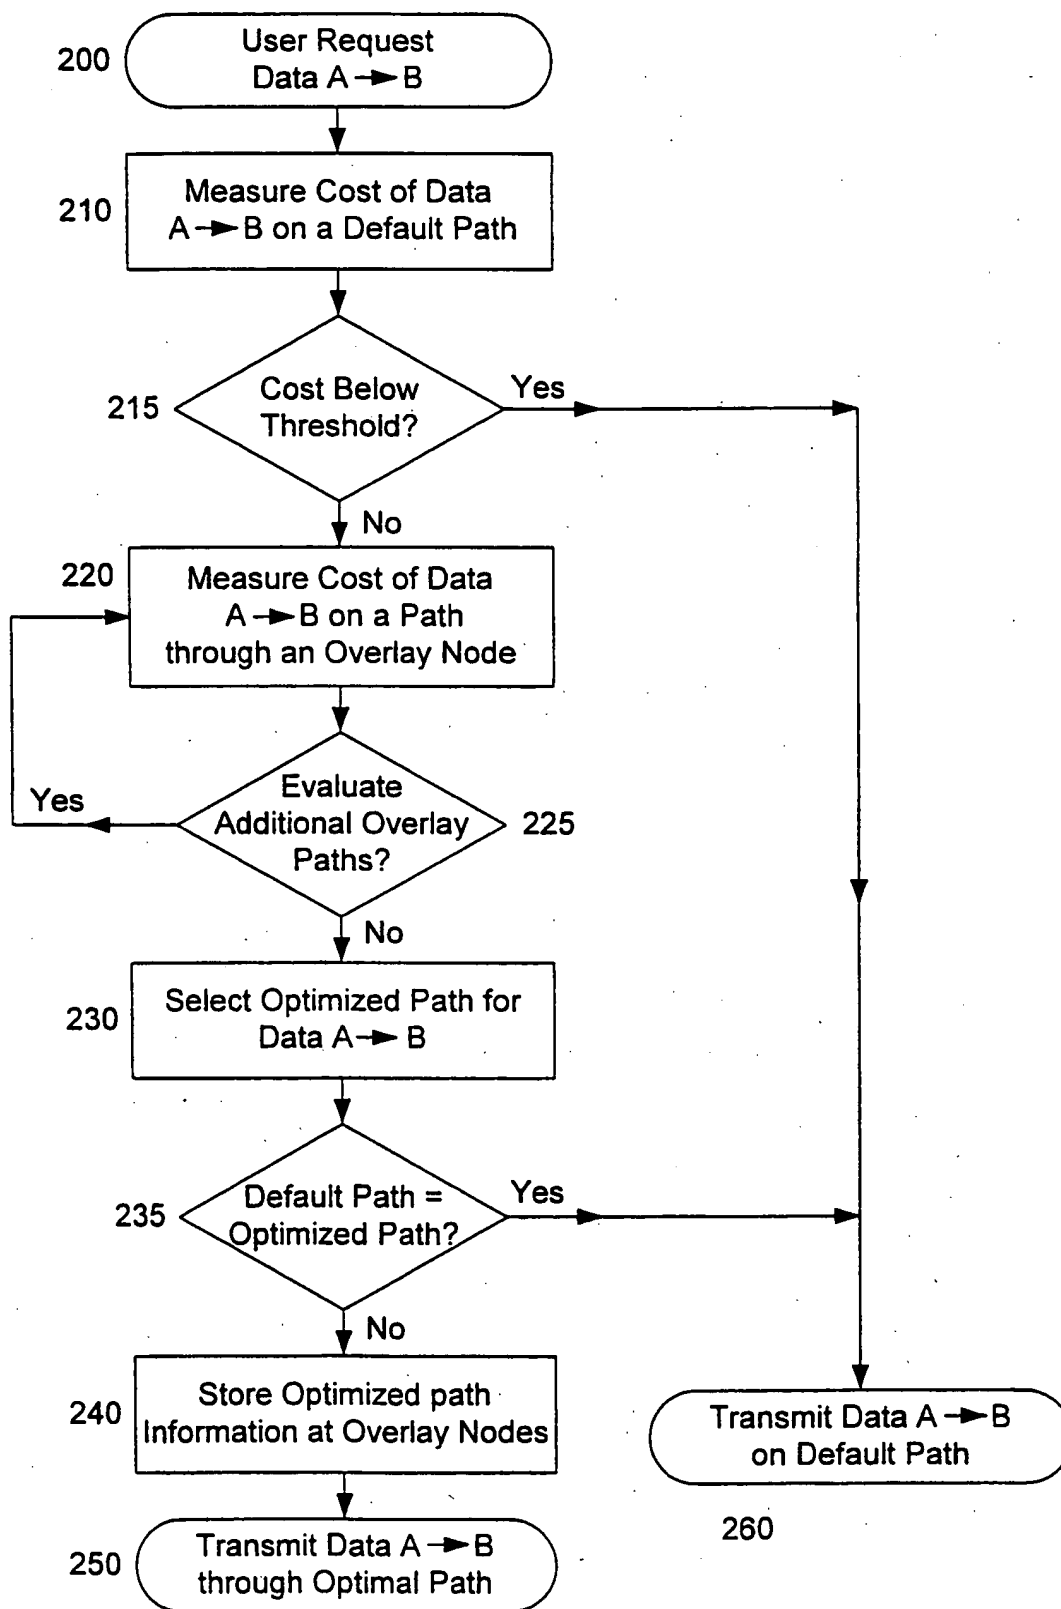 200
User Request
Data A → B
210
Measure Cost of Data
A → B on a Default Path
215
Cost Below
Threshold?
Yes
No
220
Measure Cost of Data
A → B on a Path
through an Overlay Node
Yes
Evaluate
Additional Overlay
Paths?
225
No
230
Select Optimized Path for
Data A → B
235
Default Path =
Optimized Path?
Yes
No
240
Store Optimized path
Information at Overlay Nodes
Transmit Data A → B
on Default Path
260
250
Transmit Data A → B
through Optimal Path